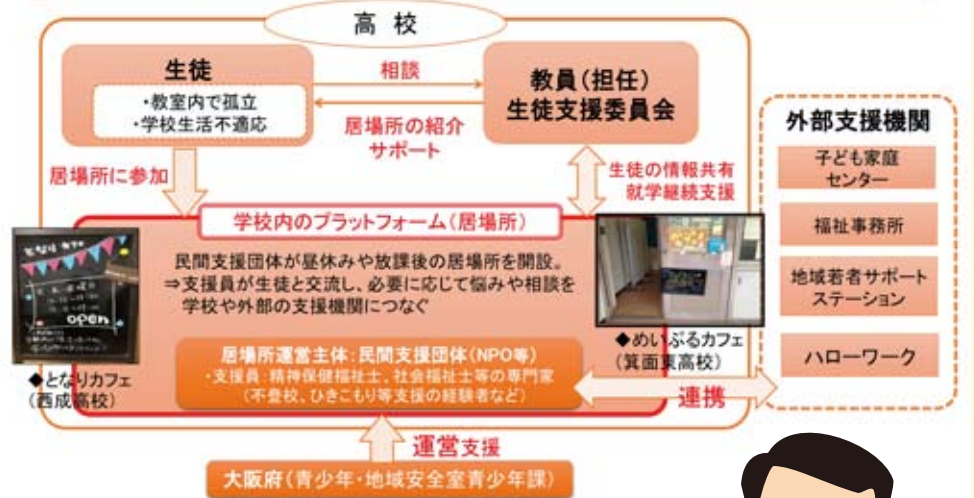 高校
生徒
・教室内で孤立
・学校生活不適応
相談
居場所の紹介
サポート
教員(担任)
生徒支援委員会
居場所に参加
生徒の情報共有
就学継続支援
学校内のプラットフォーム(居場所)
民間支援団体が昼休みや放課後の居場所を開設。
⇒支援員が生徒と交流し、必要に応じて悩みや相談を
学校や外部の支援機関につなぐ
となりカフェ
open
◆となりカフェ
(西成高校)
◆めいぷるカフェ
(箕面東高校)
居場所運営主体:民間支援団体(NPO等)
・支援員:精神保健福祉士、社会福祉士等の専門家
(不登校、ひきこもり等支援の経験者など)
連携
運営支援
大阪府(青少年・地域安全室青少年課)
外部支援機関
子ども家庭
センター
福祉事務所
地域若者サポート
ステーション
ハローワーク